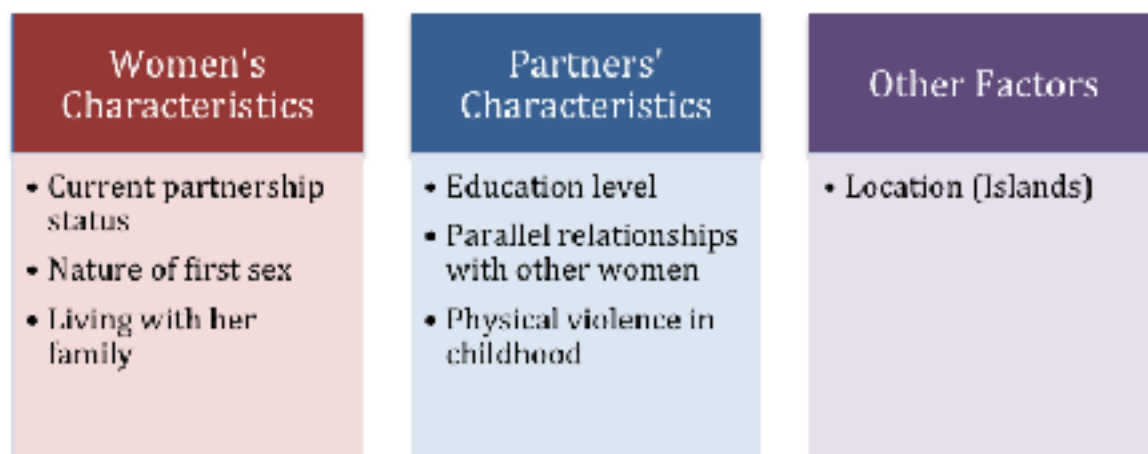 Women's
Characteristics
• Current partnership
status
• Nature of first sex
• Living with her
family
Partners'
Characteristics
• Education level
• Parallel relationships
with other women
• Physical violence in
childhood
Other Factors
• Location (Islands)